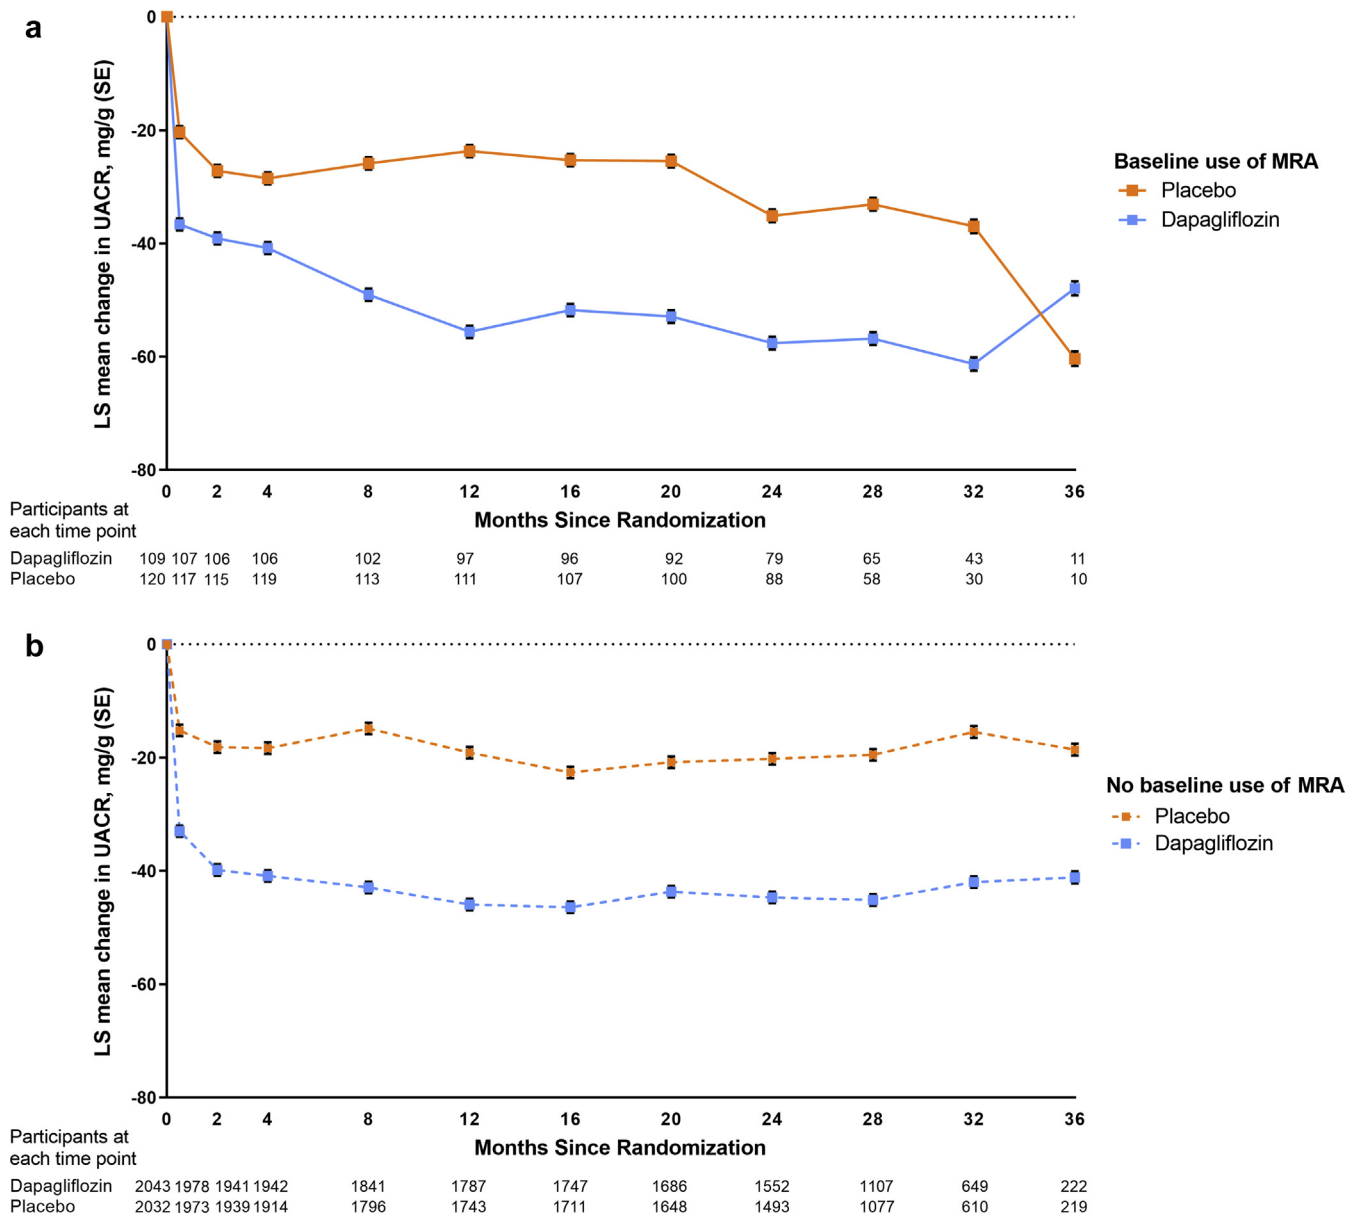 a
LS mean change in UACR, mg/g (SE)
0
-20
-40
-60
-80
0 2 4 8 12 16 20 24 28 32 36
Months Since Randomization
Baseline use of MRA
Placebo
Dapagliflozin
Participants at
each time point
Dapagliflozin 109 107 106 106 102 97 96 92 79 65 43 11
Placebo 120 117 115 119 113 111 107 100 88 58 30 10
b
LS mean change in UACR, mg/g (SE)
0
-20
-40
-60
-80
0 2 4 8 12 16 20 24 28 32 36
Months Since Randomization
No baseline use of MRA
Placebo
Dapagliflozin
Participants at
each time point
Dapagliflozin 2043 1978 1941 1942 1841 1787 1747 1686 1552 1107 649 222
Placebo 2032 1973 1939 1914 1796 1743 1711 1648 1493 1077 610 219